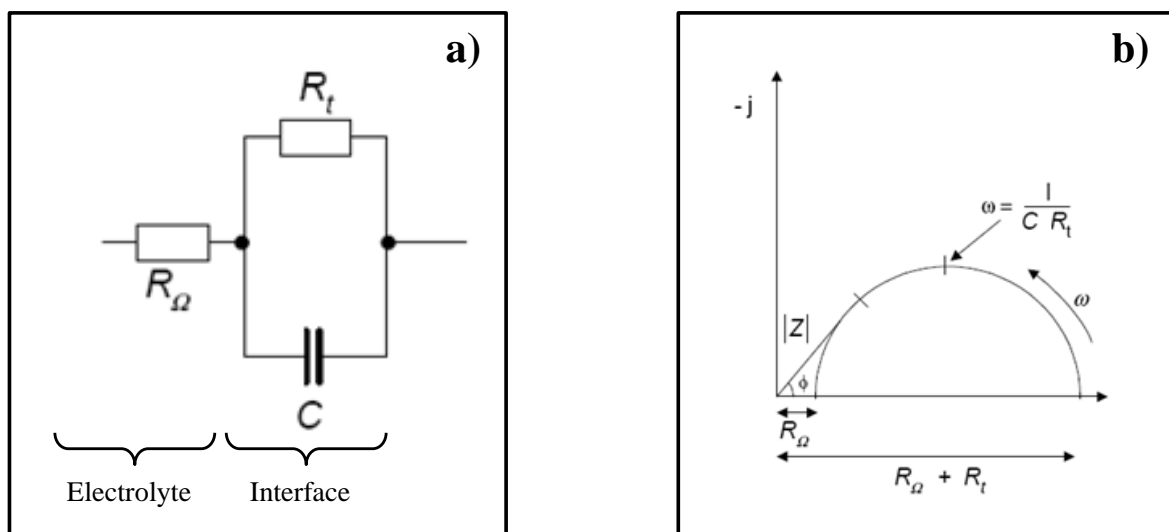 a)
R_t
R_Ω
C
Electrolyte Interface
b)
- j
ω = 1 / C R_t
ω
|Z|
ϕ
R_Ω
R_Ω + R_t